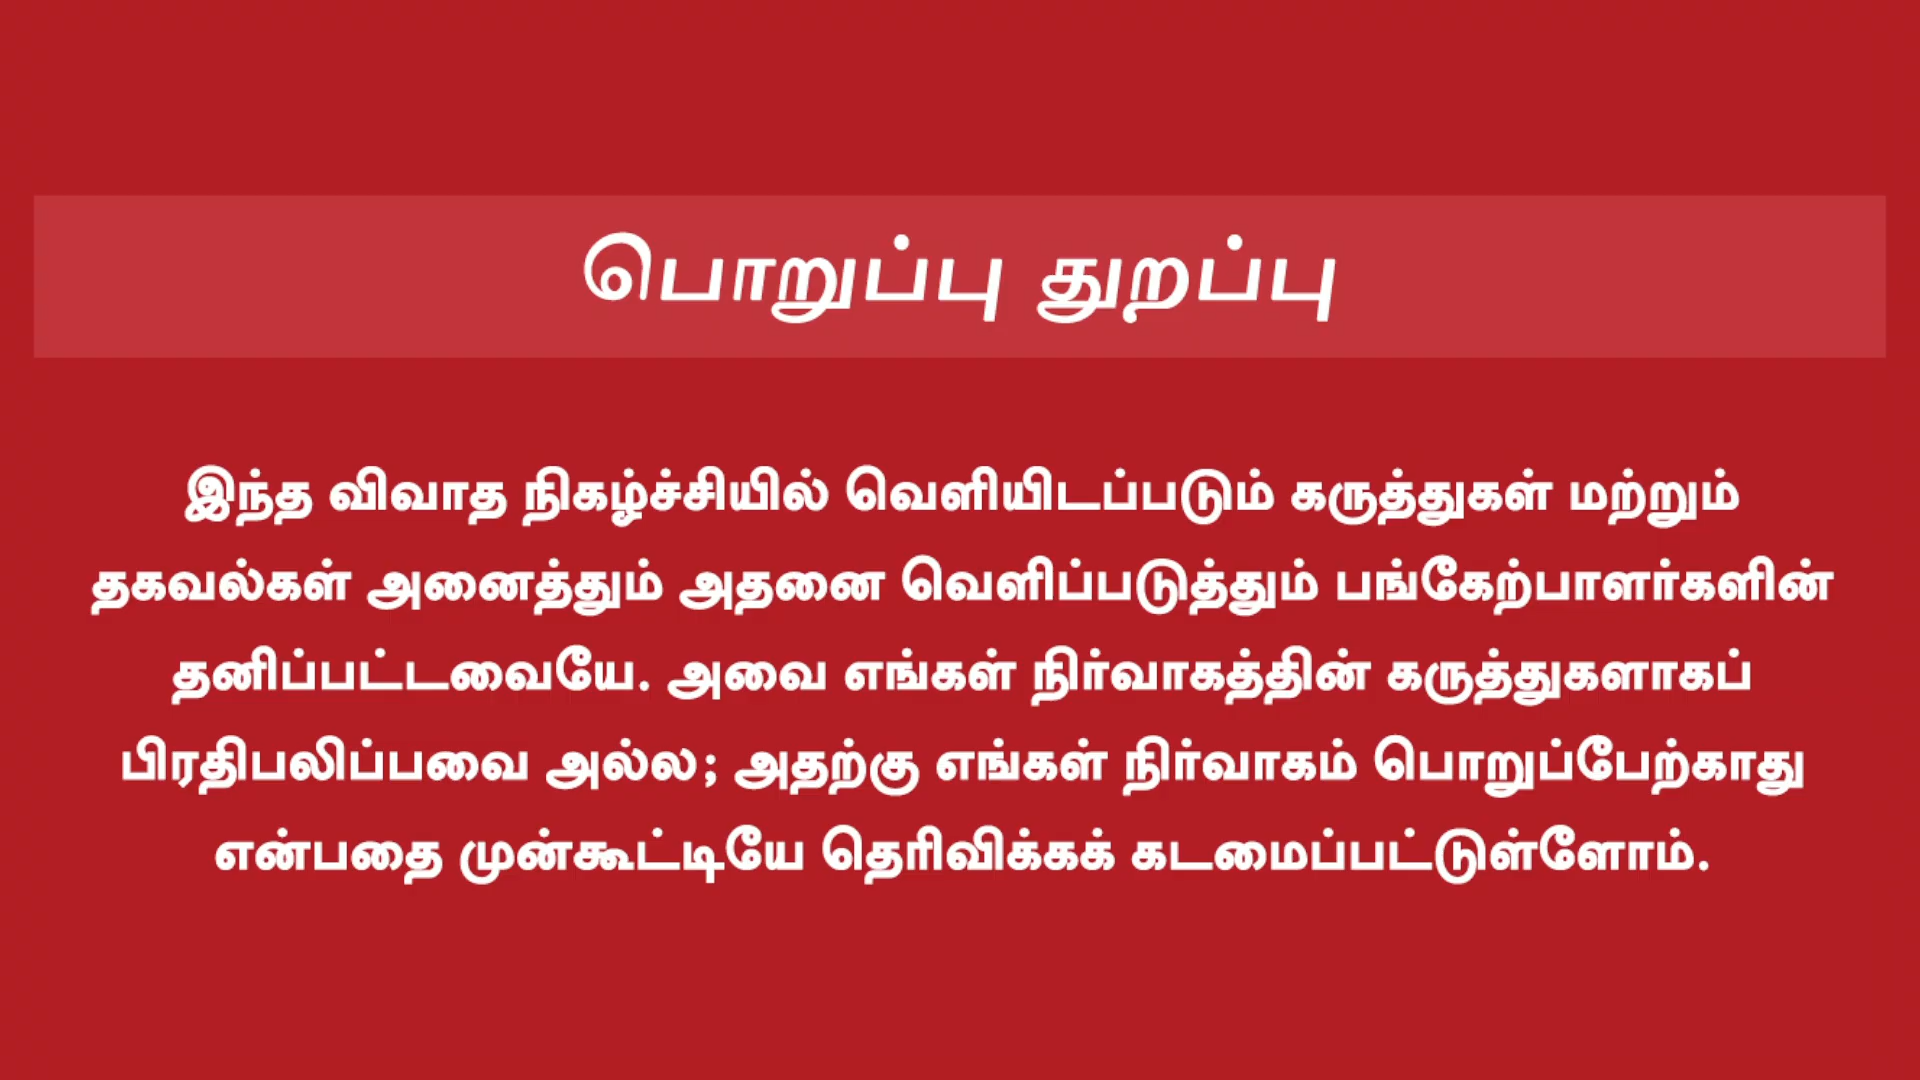 பொறுப்பு துறப்பு
இந்த விவாத நிகழ்ச்சியில் வெளியிடப்படும் கருத்துகள் மற்றும்
தகவல்கள் அனைத்தும் அதனை வெளிப்படுத்தும் பங்கேற்பாளர்களின்
தனிப்பட்டவையே. அவை எங்கள் நிர்வாகத்தின் கருத்துகளாகப்
பிரதிபலிப்பவை அல்ல; அதற்கு எங்கள் நிர்வாகம் பொறுப்பேற்காது
என்பதை முன்கூட்டியே தெரிவிக்கக் கடமைப்பட்டுள்ளோம்.